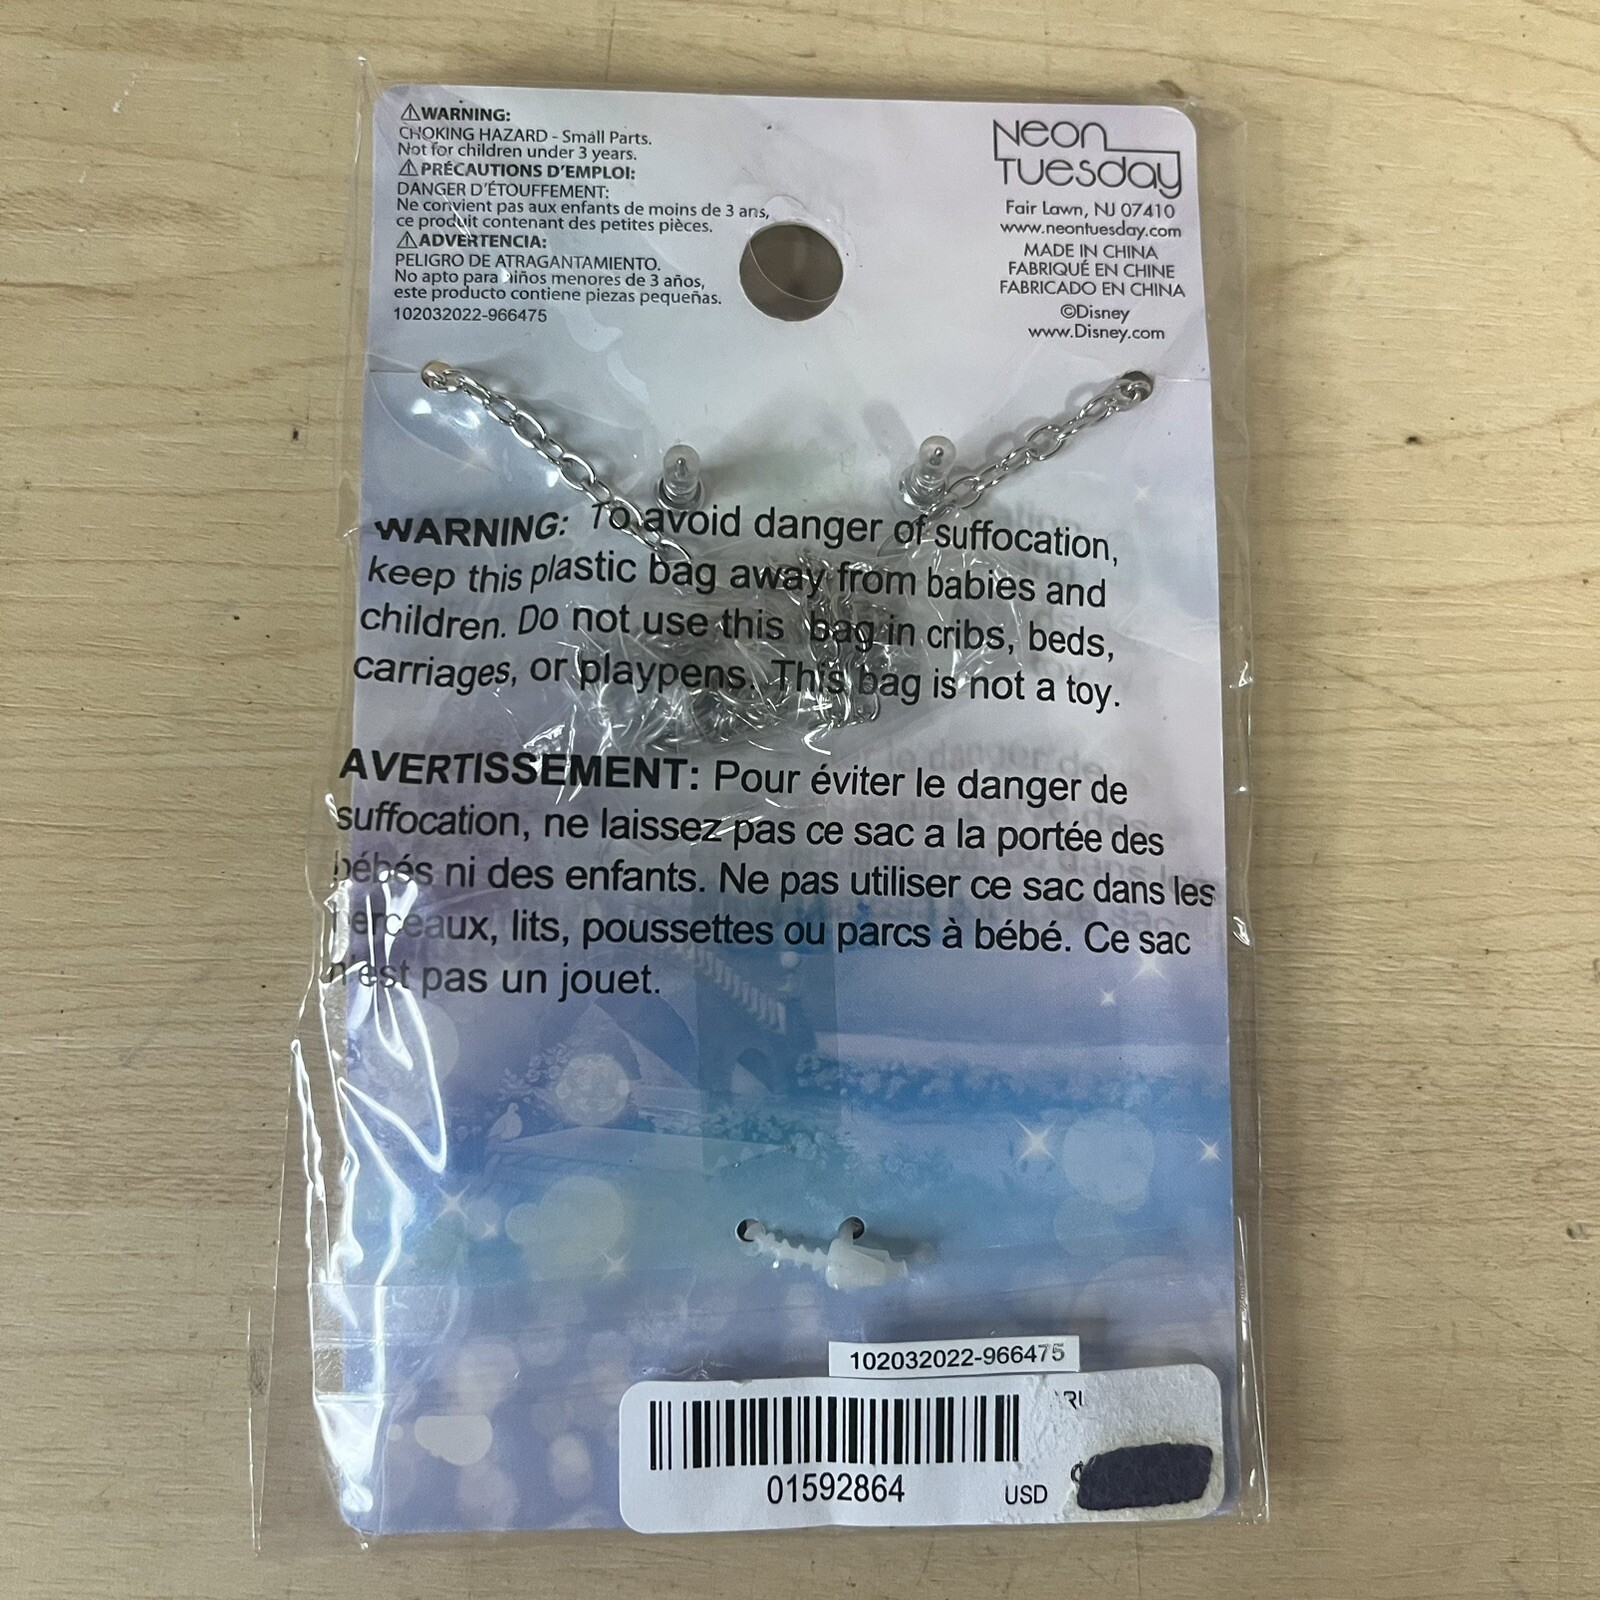 ⚠WARNING:
CHOKING HAZARD - Small Parts.
Not for children under 3 years.
⚠PRÉCAUTIONS D'EMPLOI:
DANGER D'ÉTOUFFEMENT:
Ne convient pas aux enfants de moins de 3 ans,
ce produit contenant des petites pièces.
⚠ADVERTENCIA:
PELIGRO DE ATRAGANTAMIENTO.
No apto para niños menores de 3 años,
este producto contiene piezas pequeñas.
102032022-966475
Neon
Tuesday
Fair Lawn, NJ 07410
www.neontuesday.com
MADE IN CHINA
FABRIQUÉ EN CHINE
FABRICADO EN CHINA
©Disney
www.Disney.com
WARNING: To avoid danger of suffocation,
keep this plastic bag away from babies and
children. Do not use this bag in cribs, beds,
carriages, or playpens. This bag is not a toy.
AVERTISSEMENT: Pour éviter le danger de
suffocation, ne laissez pas ce sac a la portée des
bébés ni des enfants. Ne pas utiliser ce sac dans les
berceaux, lits, poussettes ou parcs à bébé. Ce sac
n'est pas un jouet.
102032022-966475
01592864
USD